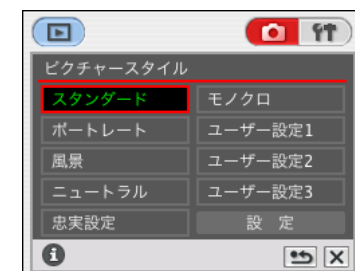 ピクチャースタイル
スタンダード
モノクロ
ポートレート
ユーザー設定1
風景
ユーザー設定2
ニュートラル
ユーザー設定3
忠実設定
設 定